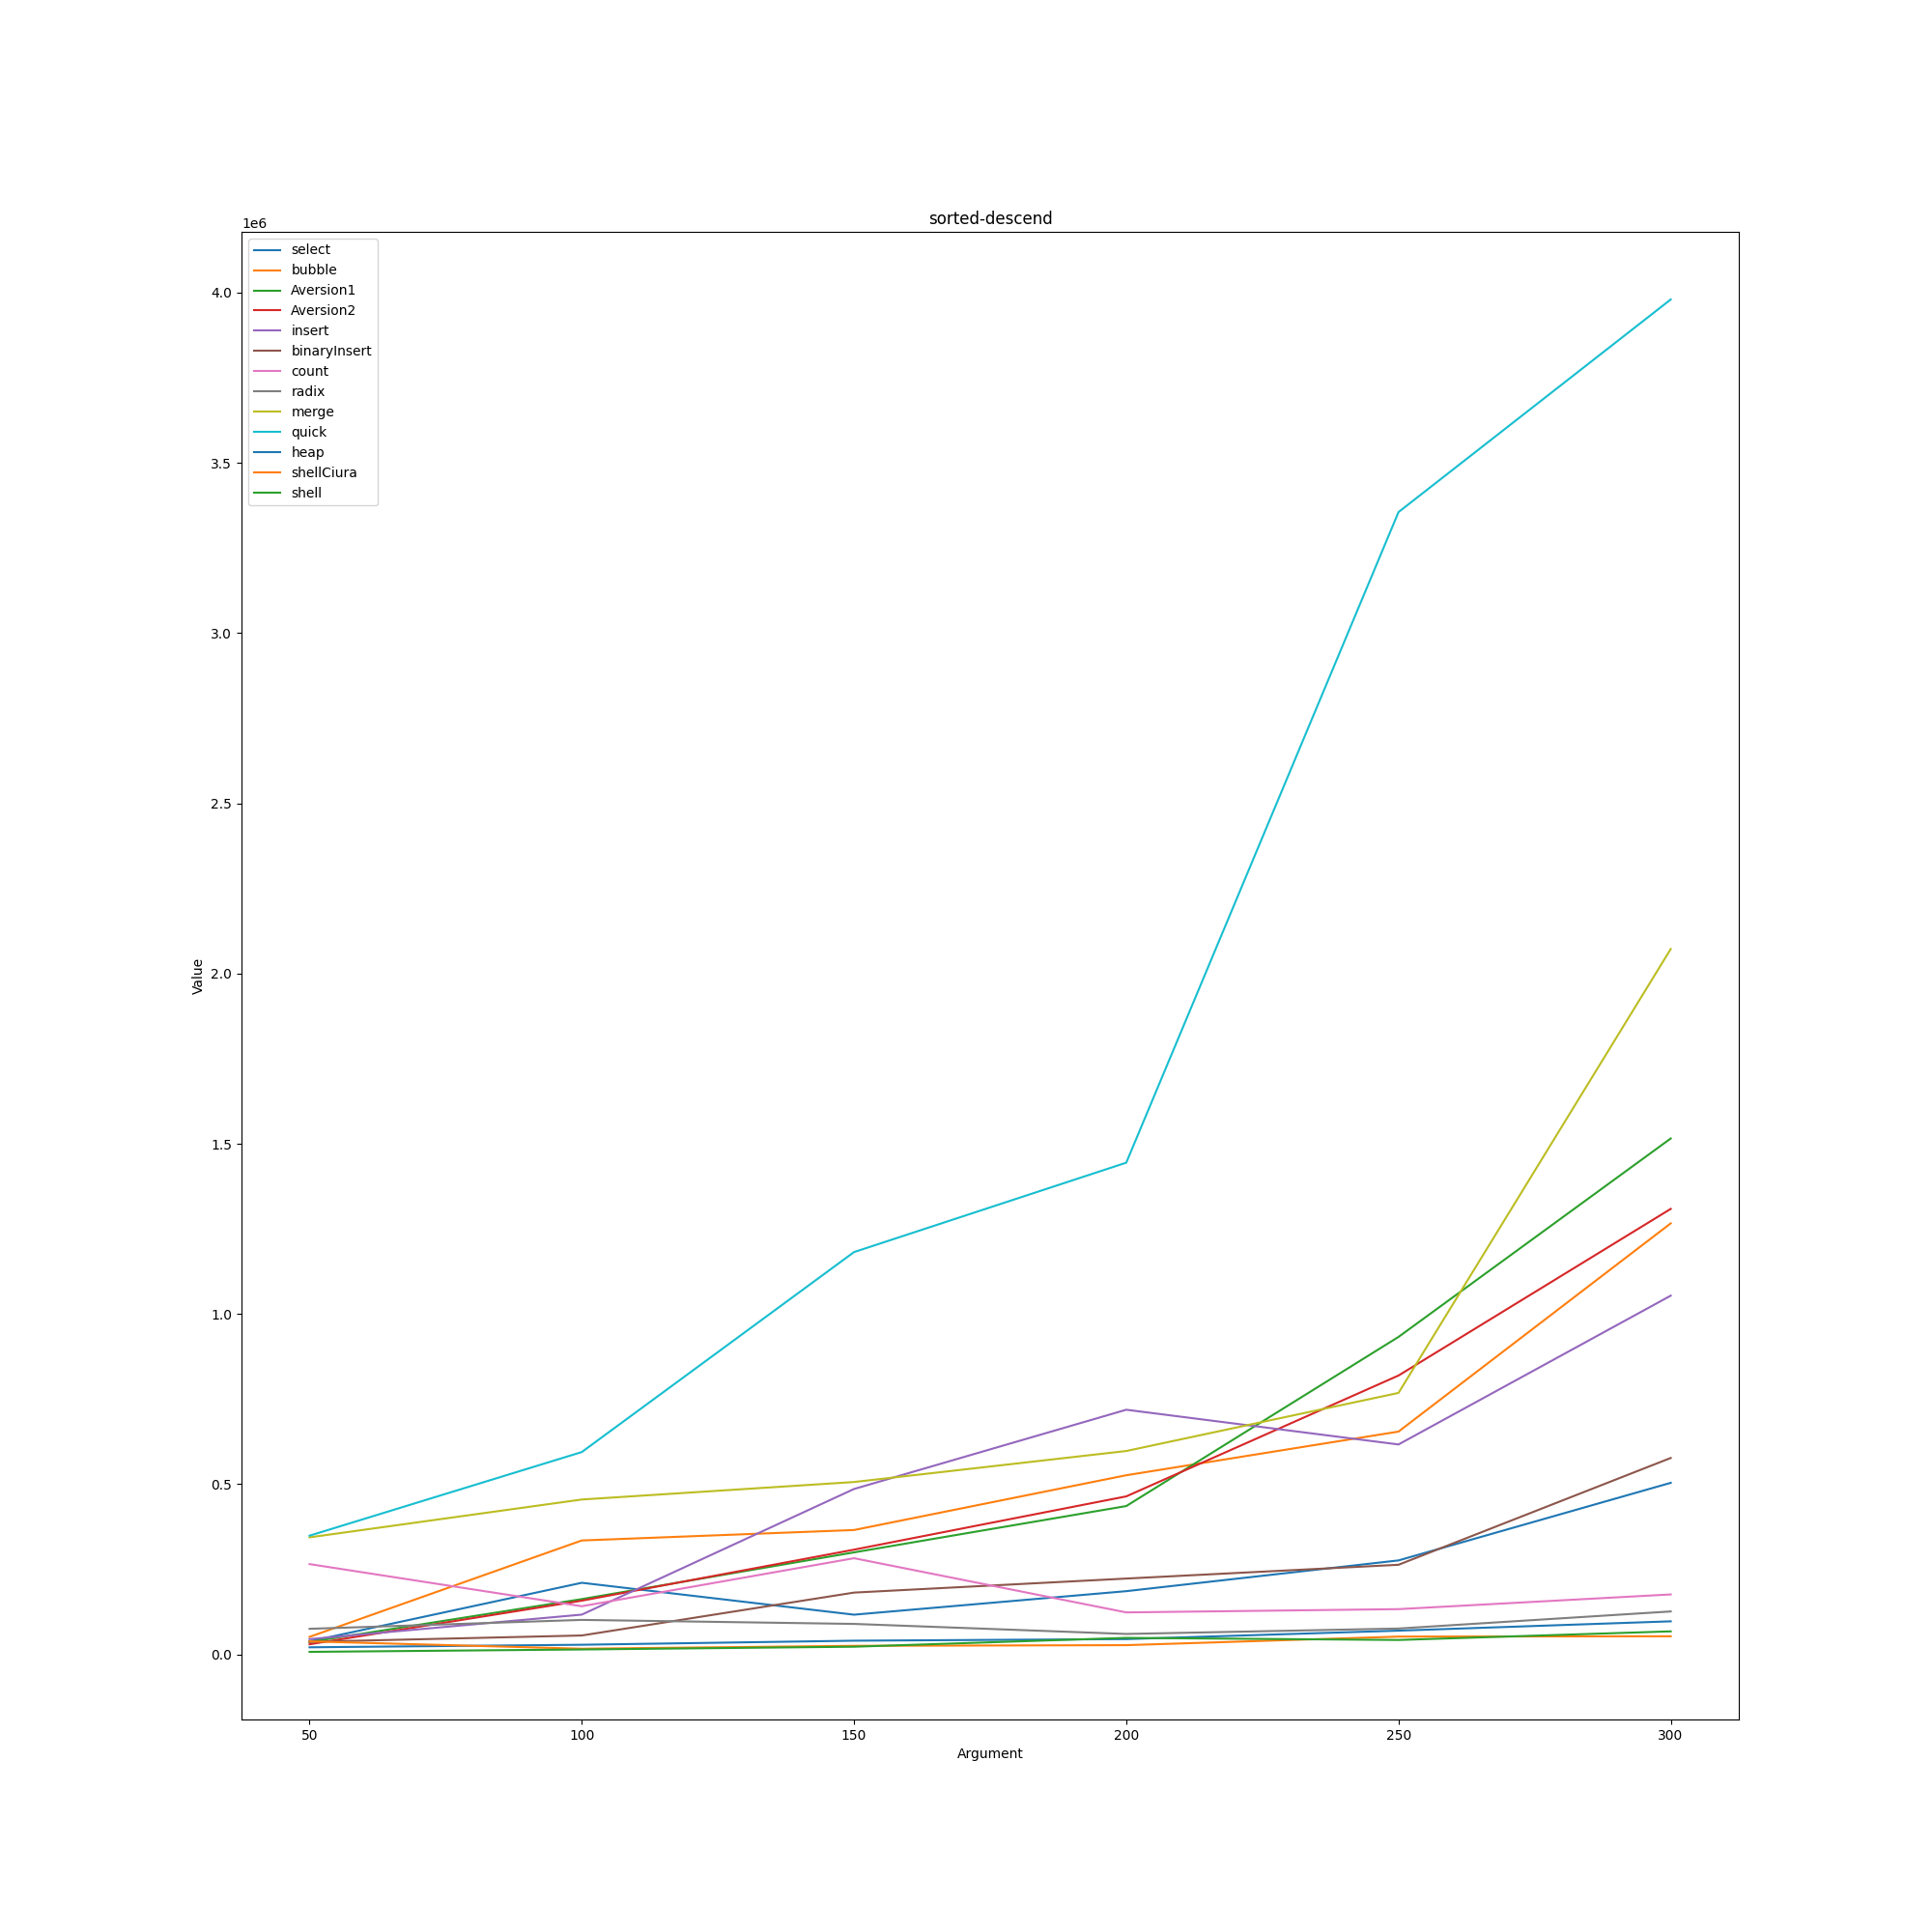 sorted-descend
1e6
select
bubble
Aversion1
Aversion2
insert
binaryInsert
count
radix
merge
quick
heap
shellCiura
shell
4.0
3.5
3.0
2.5
2.0
1.5
1.0
0.5
0.0
Value
50 100 150 200 250 300
Argument